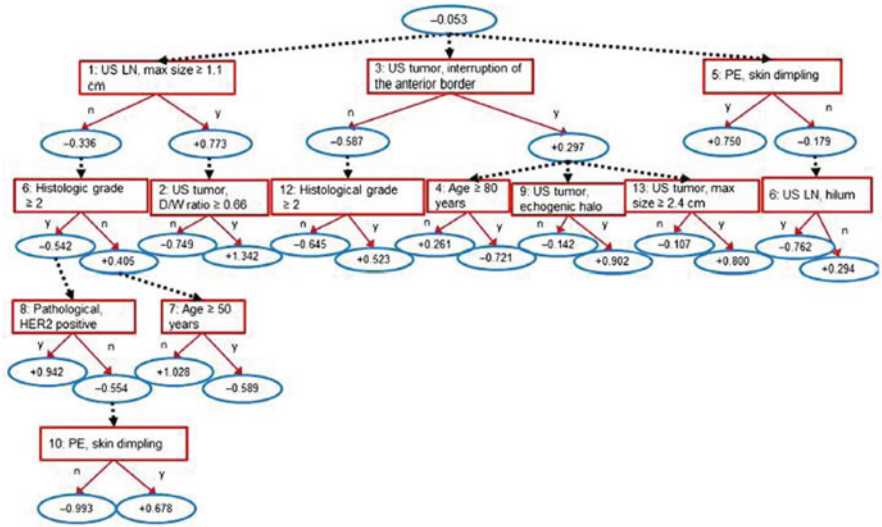 –0.053
1: US LN, max size ≥ 1.1
cm
3: US tumor, interruption of
the anterior border
5: PE, skin dimpling
n
y
n
y
y
n
–0.336
+0.773
–0.587
+0.297
+0.750
–0.179
6: Histologic grade
≥ 2
2: US tumor,
D/W ratio ≥ 0.66
12: Histological grade
≥ 2
4: Age ≥ 80
years
9: US tumor,
echogenic halo
13: US tumor, max
size ≥ 2.4 cm
6: US LN, hilum
y
n
n
y
n
y
n
y
n
y
n
y
y
n
–0.542
+0.405
–0.749
+1.342
–0.645
+0.523
+0.261
–0.721
–0.142
+0.902
–0.107
+0.800
–0.762
+0.294
8: Pathological,
HER2 positive
7: Age ≥ 50
years
y
n
n
y
+0.942
–0.554
+1.028
–0.589
10: PE, skin dimpling
n
y
–0.993
+0.678